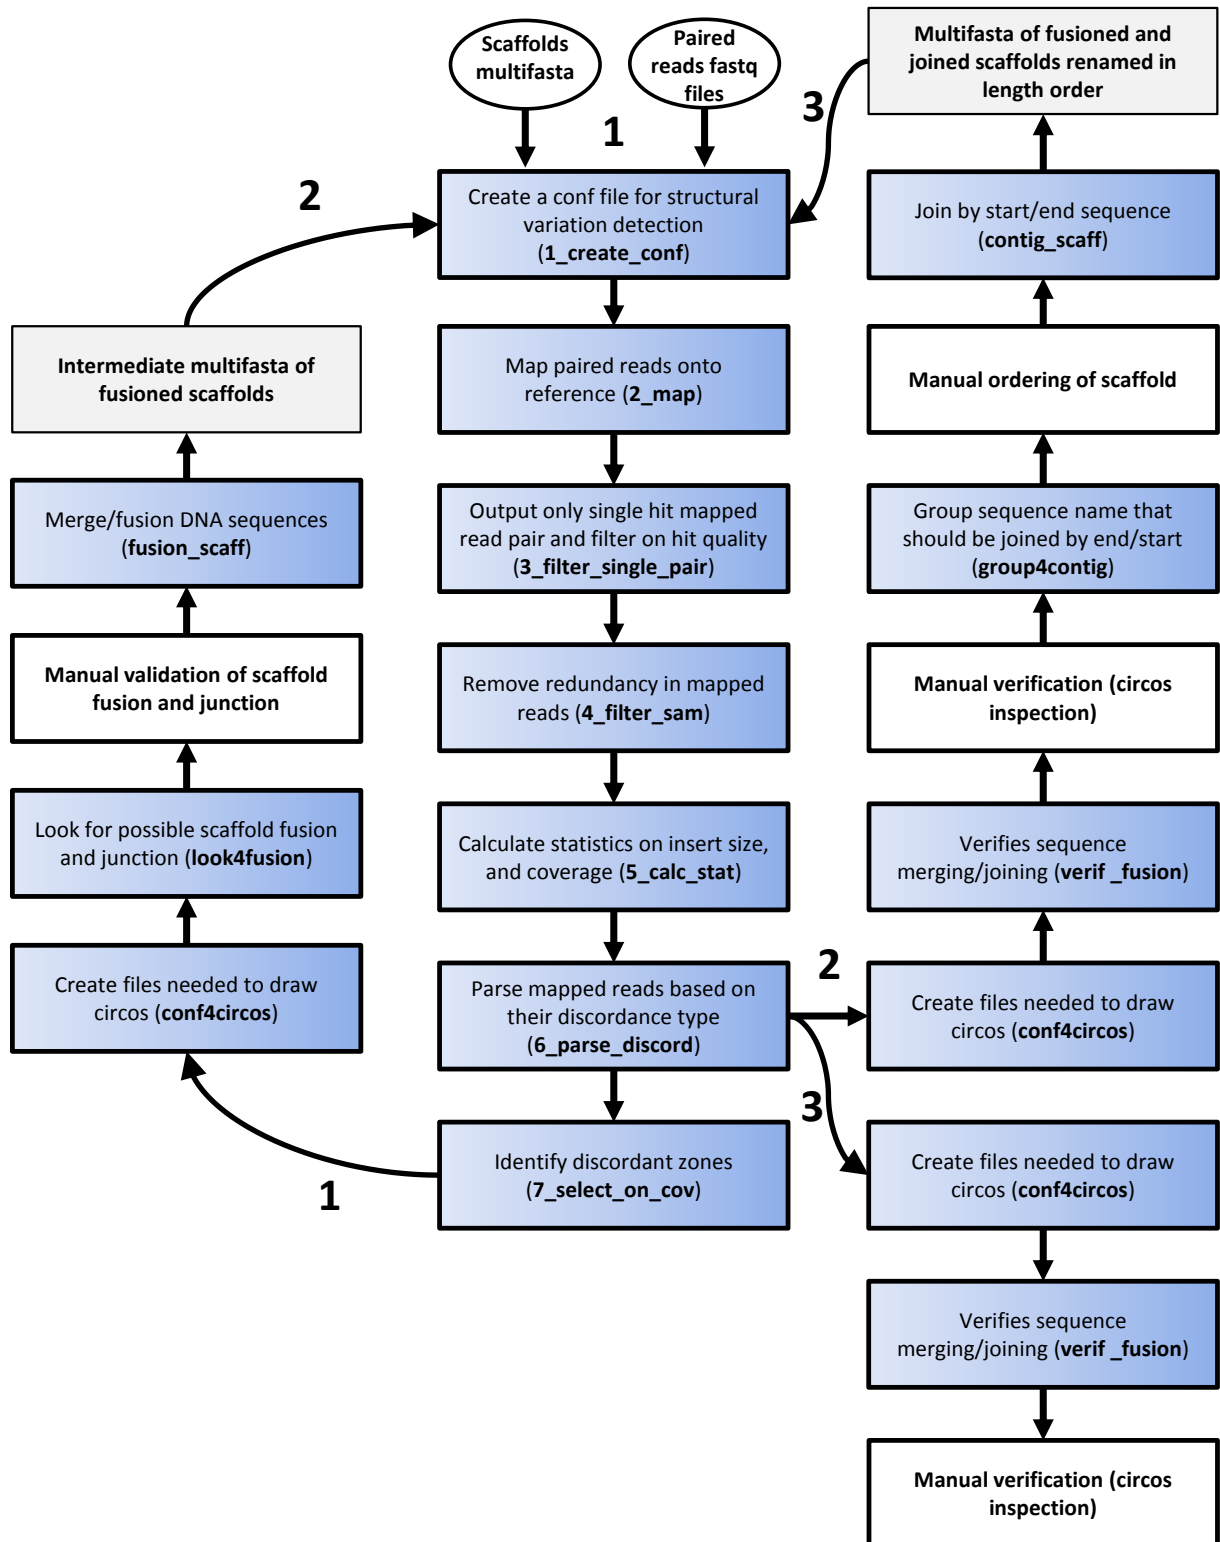 Scaffolds
multifasta
Paired
reads fastq
files
Multifasta of fusioned and
joined scaffolds renamed in
length order
1
3
2
Create a conf file for structural
variation detection
(1_create_conf)
Join by start/end sequence
(contig_scaff)
Intermediate multifasta of
fusioned scaffolds
Map paired reads onto
reference (2_map)
Manual ordering of scaffold
Merge/fusion DNA sequences
(fusion_scaff)
Output only single hit mapped
read pair and filter on hit quality
(3_filter_single_pair)
Group sequence name that
should be joined by end/start
(group4contig)
Manual validation of scaffold
fusion and junction
Remove redundancy in mapped
reads (4_filter_sam)
Manual verification (circos
inspection)
Look for possible scaffold fusion
and junction (look4fusion)
Calculate statistics on insert size,
and coverage (5_calc_stat)
Verifies sequence
merging/joining (verif _fusion)
Create files needed to draw
circos (conf4circos)
Parse mapped reads based on
their discordance type
(6_parse_discord)
2
Create files needed to draw
circos (conf4circos)
3
1
Identify discordant zones
(7_select_on_cov)
Create files needed to draw
circos (conf4circos)
Verifies sequence
merging/joining (verif _fusion)
Manual verification (circos
inspection)